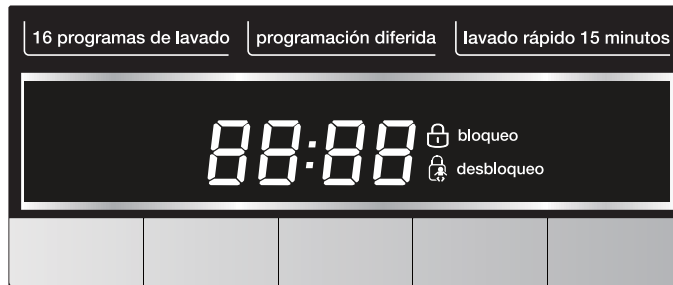 16 programas de lavado
programación diferida
lavado rápido 15 minutos
88:88
bloqueo
desbloqueo